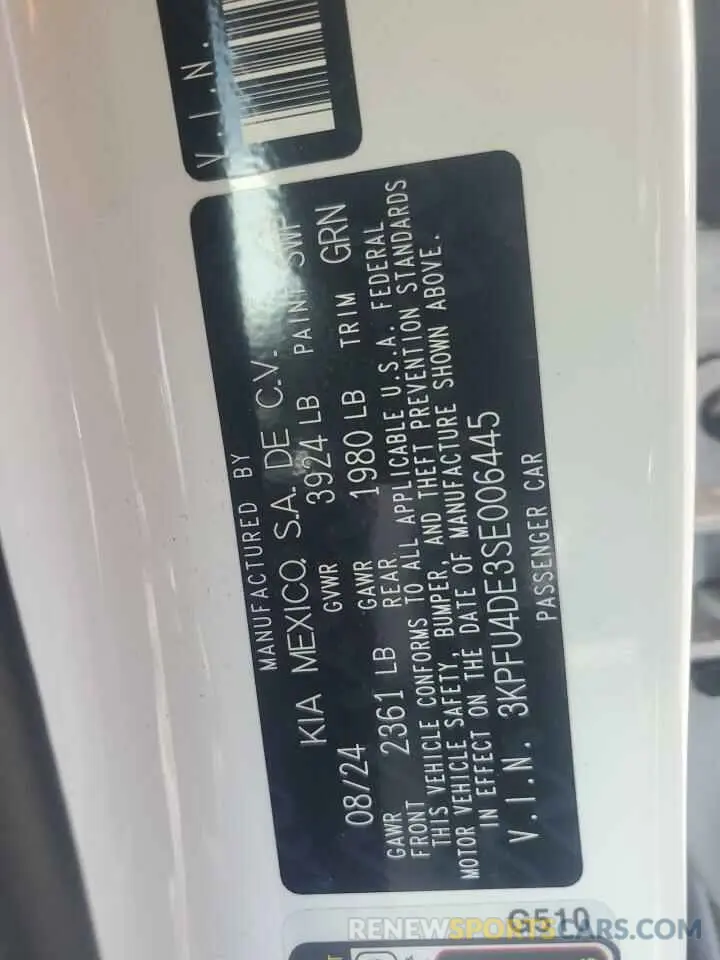 V.I.N.
MANUFACTURED BY
KIA MEXICO, S.A. DE C.V.
08/24 GVWR 3924 LB PAINT SWP
GAWR 2361 LB GAWR 1980 LB TRIM GRN
FRONT REAR
THIS VEHICLE CONFORMS TO ALL APPLICABLE U.S.A. FEDERAL
MOTOR VEHICLE SAFETY, BUMPER, AND THEFT PREVENTION STANDARDS
IN EFFECT ON THE DATE OF MANUFACTURE SHOWN ABOVE.
V.I.N. 3KPFU4DE3SE006445
PASSENGER CAR
G510
RENEWSPORTSCARS.COM